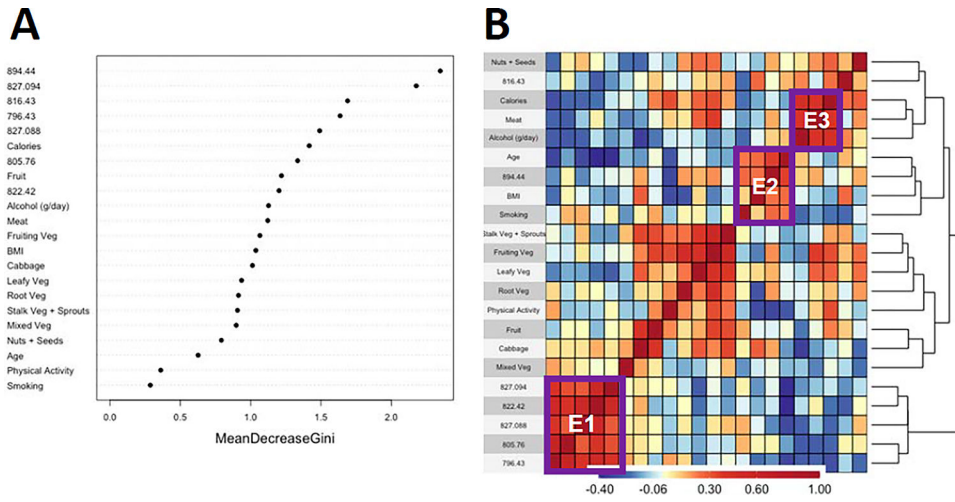 A
894.44
827.094
816.43
796.43
827.088
Calories
805.76
Fruit
822.42
Alcohol (g/day)
Meat
Fruiting Veg
BMI
Cabbage
Leafy Veg
Root Veg
Stalk Veg + Sprouts
Mixed Veg
Nuts + Seeds
Age
Physical Activity
Smoking
0.0 0.5 1.0 1.5 2.0
MeanDecreaseGini
B
Nuts + Seeds
816.43
Calories
Meat
Alcohol (g/day)
Age
894.44
BMI
Smoking
Stalk Veg + Sprouts
Fruiting Veg
Leafy Veg
Root Veg
Physical Activity
Fruit
Cabbage
Mixed Veg
827.094
822.42
827.088
805.76
796.43
E3
E2
E1
-0.40 -0.06 0.30 0.60 1.00